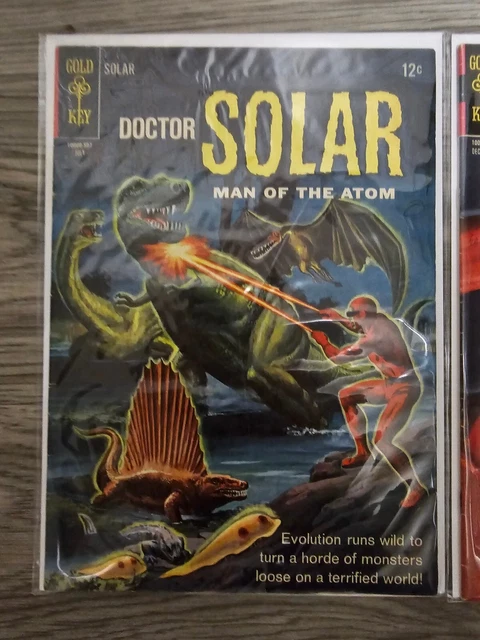 GOLD
KEY
SOLAR
12c
DOCTOR SOLAR
MAN OF THE ATOM
Evolution runs wild to
turn a horde of monsters
loose on a terrified world!